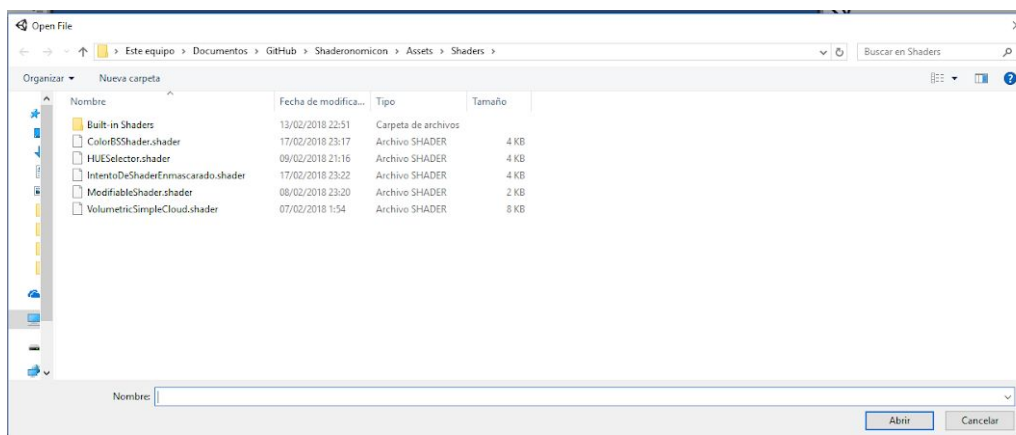 Open File
Este equipo > Documentos > GitHub > Shaderonomicon > Assets > Shaders >
Buscar en Shaders
Organizar
Nueva carpeta
Nombre Fecha de modifica... Tipo Tamaño
Built-in Shaders 13/02/2018 22:51 Carpeta de archivos
ColorBSShader.shader 17/02/2018 23:17 Archivo SHADER 4 KB
HUESelector.shader 09/02/2018 21:16 Archivo SHADER 4 KB
IntentoDeShaderEnmascarado.shader 17/02/2018 23:22 Archivo SHADER 4 KB
ModifiableShader.shader 08/02/2018 23:20 Archivo SHADER 2 KB
VolumetricSimpleCloud.shader 07/02/2018 1:54 Archivo SHADER 8 KB
Nombre:
Abrir Cancelar